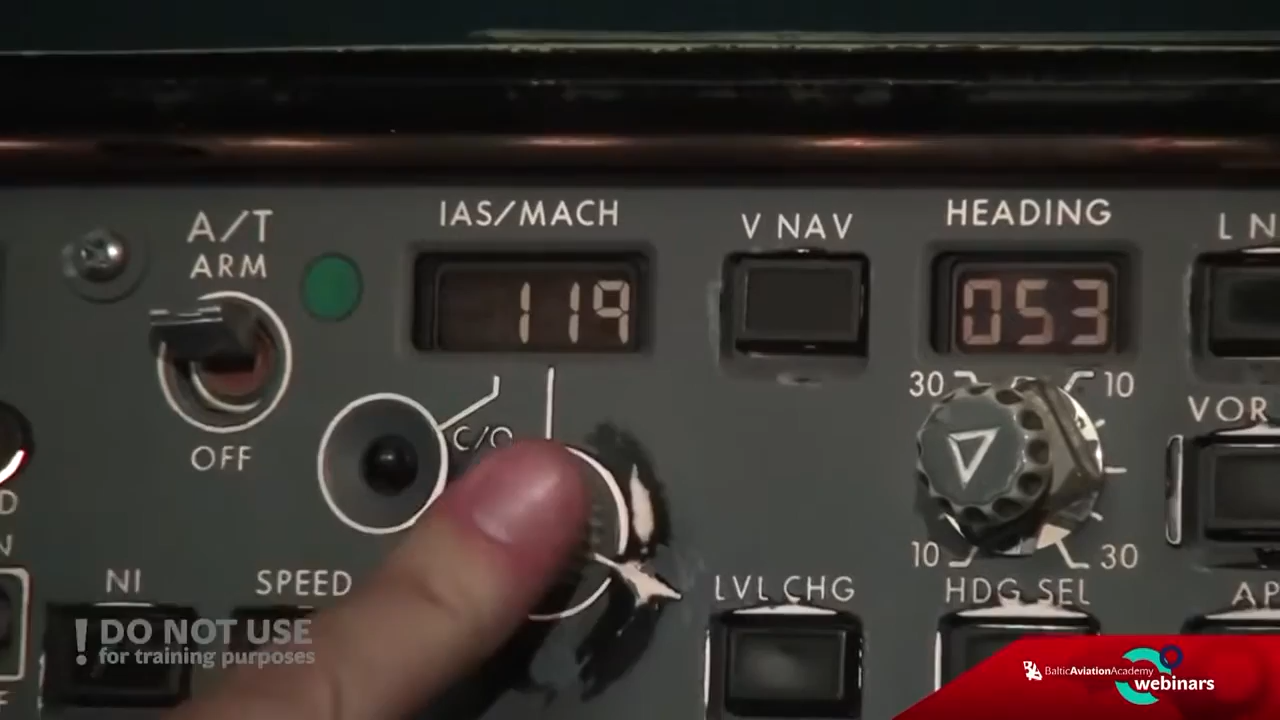 A/T
ARM
OFF
IAS/MACH
119
C/O
V NAV
HEADING
053
30
10
10
30
L N
VOR
D
N
N1
SPEED
LVL CHG
HDG SEL
AP
F
! DO NOT USE
for training purposes
BalticAviationAcademy
webinars